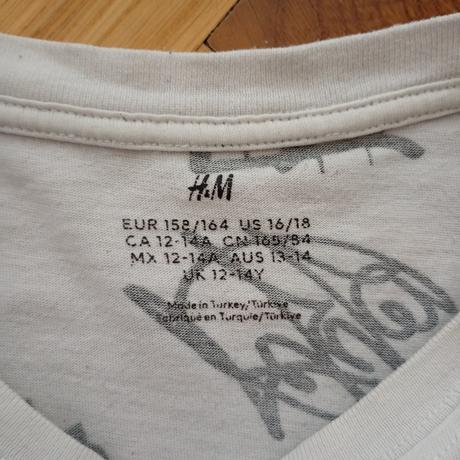 H&M
EUR 158/164 US 16/18
CA 12-14A CN 165/84
MX 12-14A AUS 13-14
UK 12-14Y
Made in Turkey/Türkiye
Fabriqué en Turquie/Türkiye